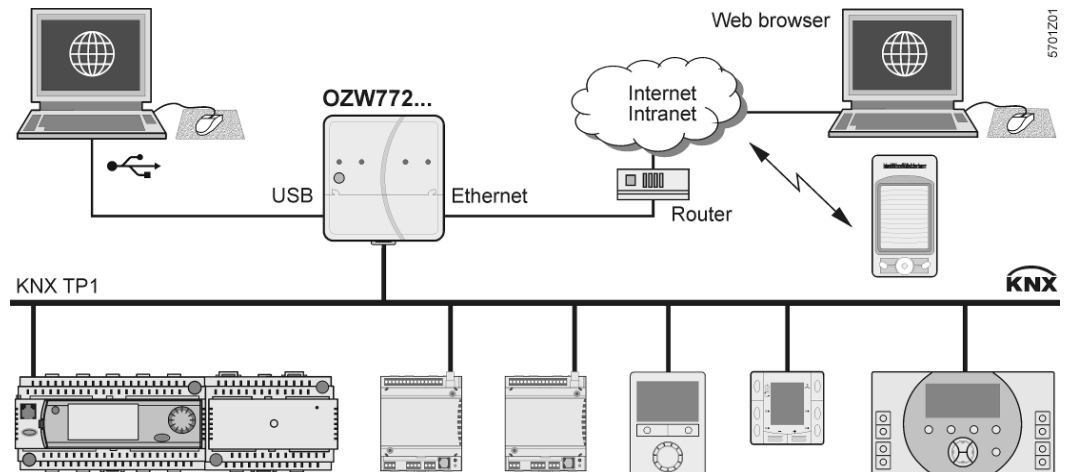 Web browser
5701Z01
OZW772...
Internet
Intranet
USB
Ethernet
Router
KNX TP1
KNX